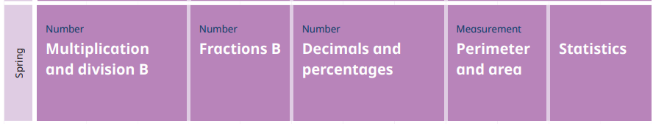 Spring
Number
Multiplication
and division B
Number
Fractions B
Number
Decimals and
percentages
Measurement
Perimeter
and area
Statistics